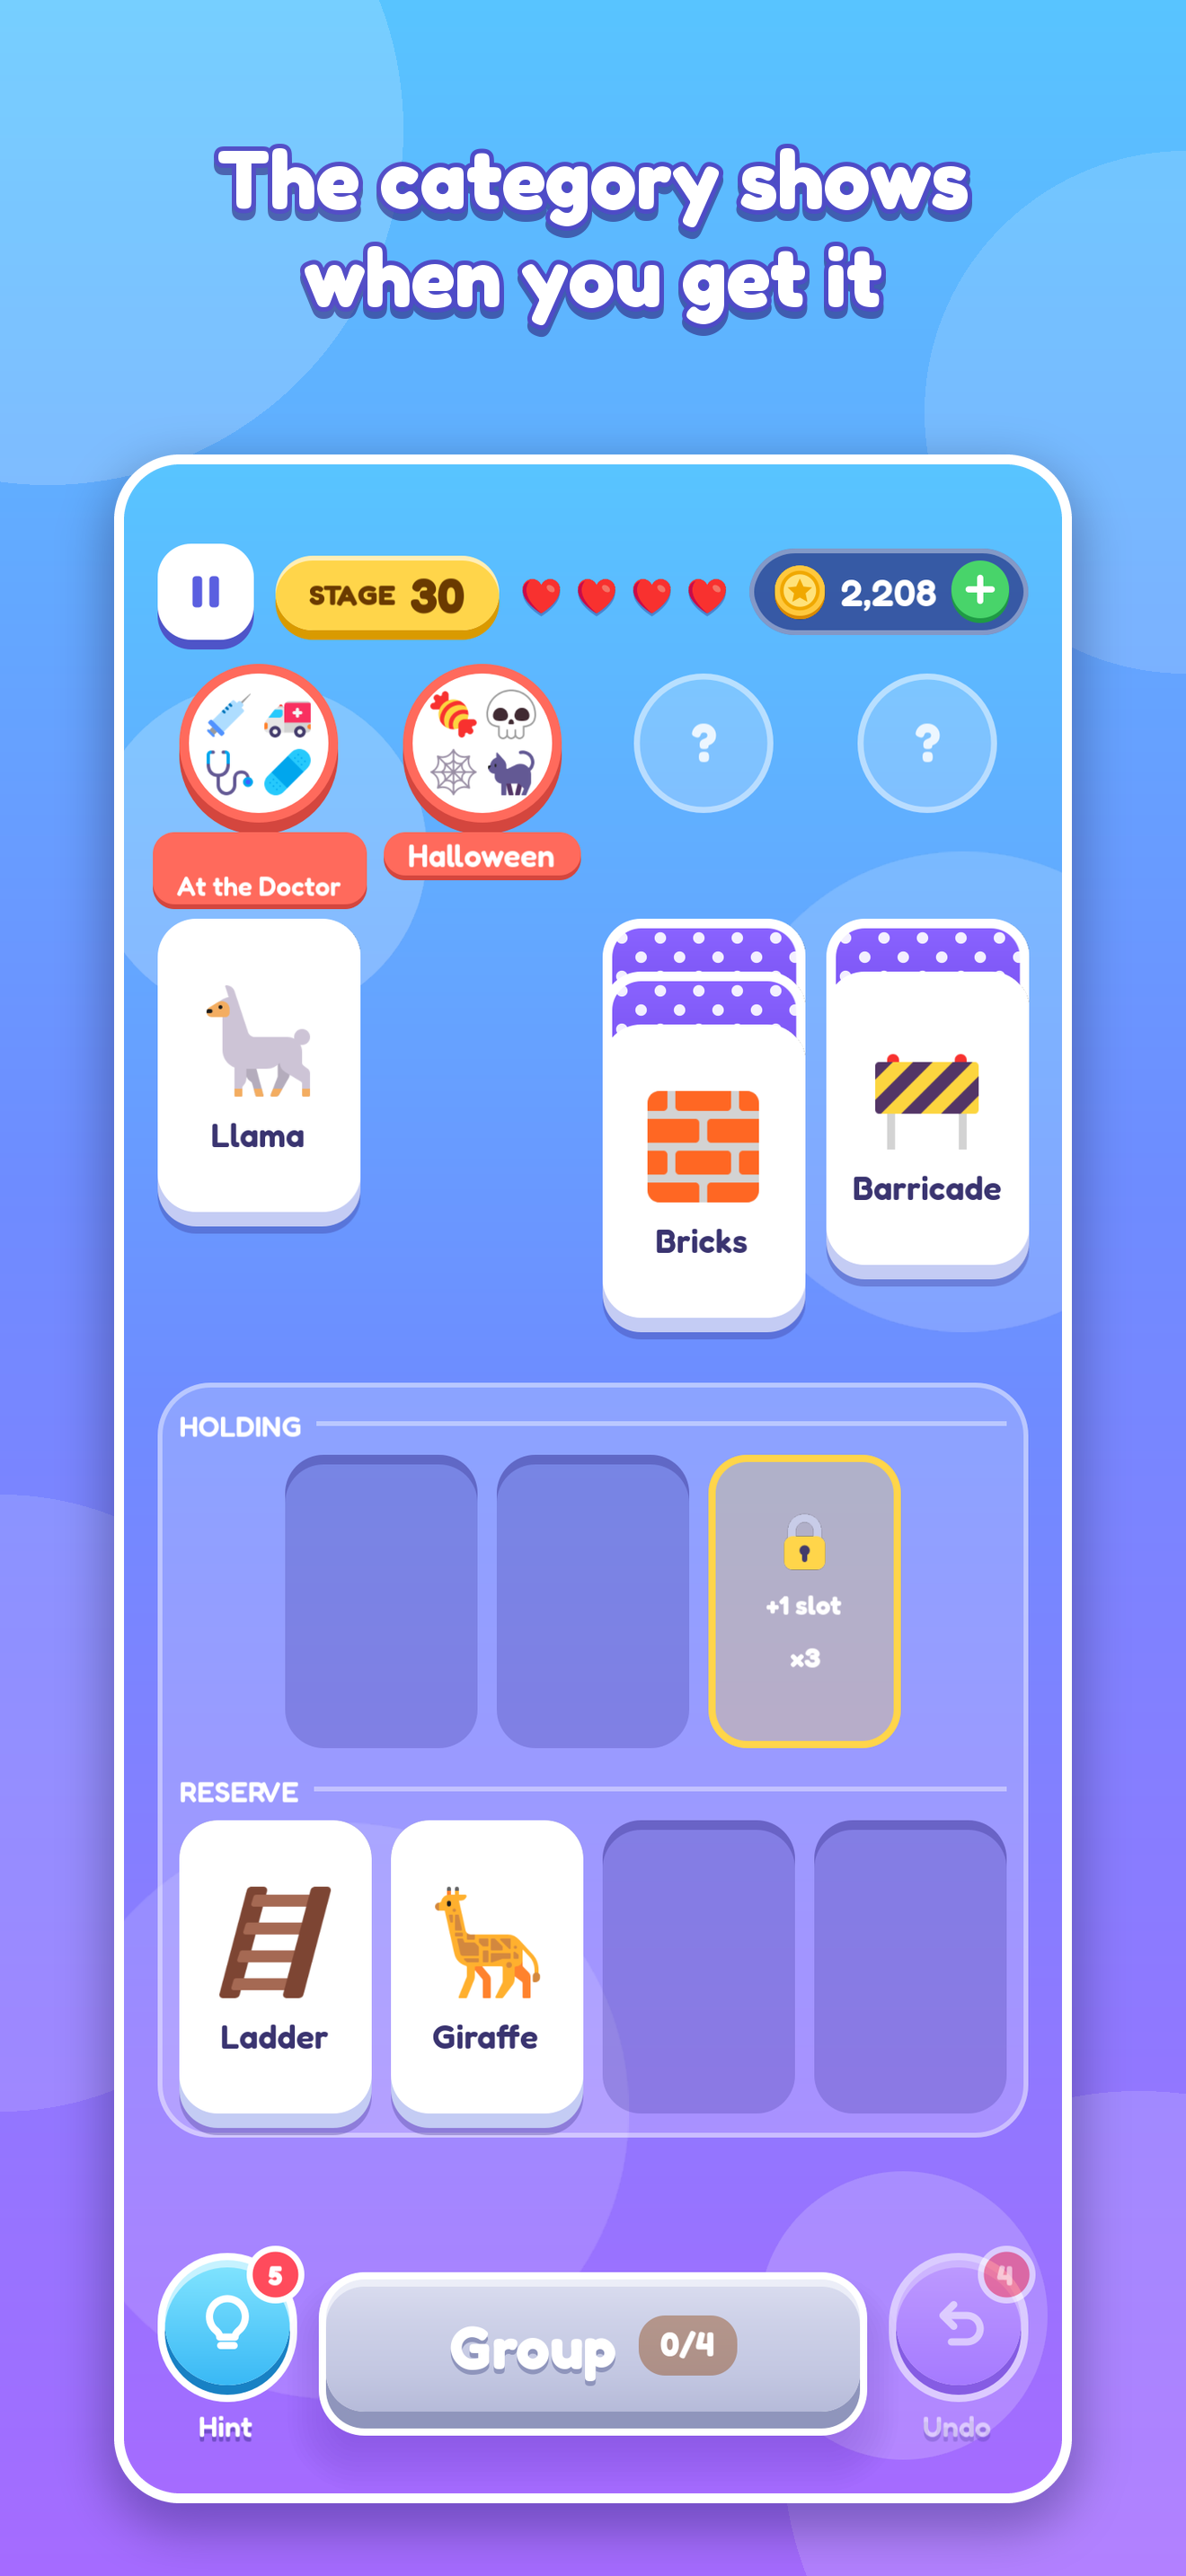 The category shows
when you get it
STAGE 30
2,208
?
?
At the Doctor
Halloween
Llama
Bricks
Barricade
HOLDING
+1 slot
x3
RESERVE
Ladder
Giraffe
5
Group 0/4
4
Hint
Undo